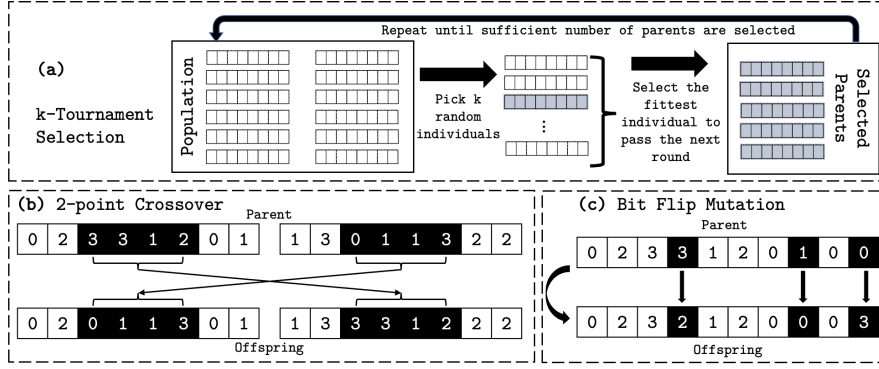 Repeat until sufficient number of parents are selected
(a)
k-Tournament
Selection
Population
Pick k
random
individuals
⋮
Select the
fittest
individual to
pass the next
round
Selected
Parents
(b) 2-point Crossover
Parent
0 2 3 3 1 2 0 1
1 3 0 1 1 3 2 2
0 2 0 1 1 3 0 1
1 3 3 3 1 2 2 2
Offspring
(c) Bit Flip Mutation
Parent
0 2 3 3 1 2 0 1 0 0
0 2 3 2 1 2 0 0 0 3
Offspring